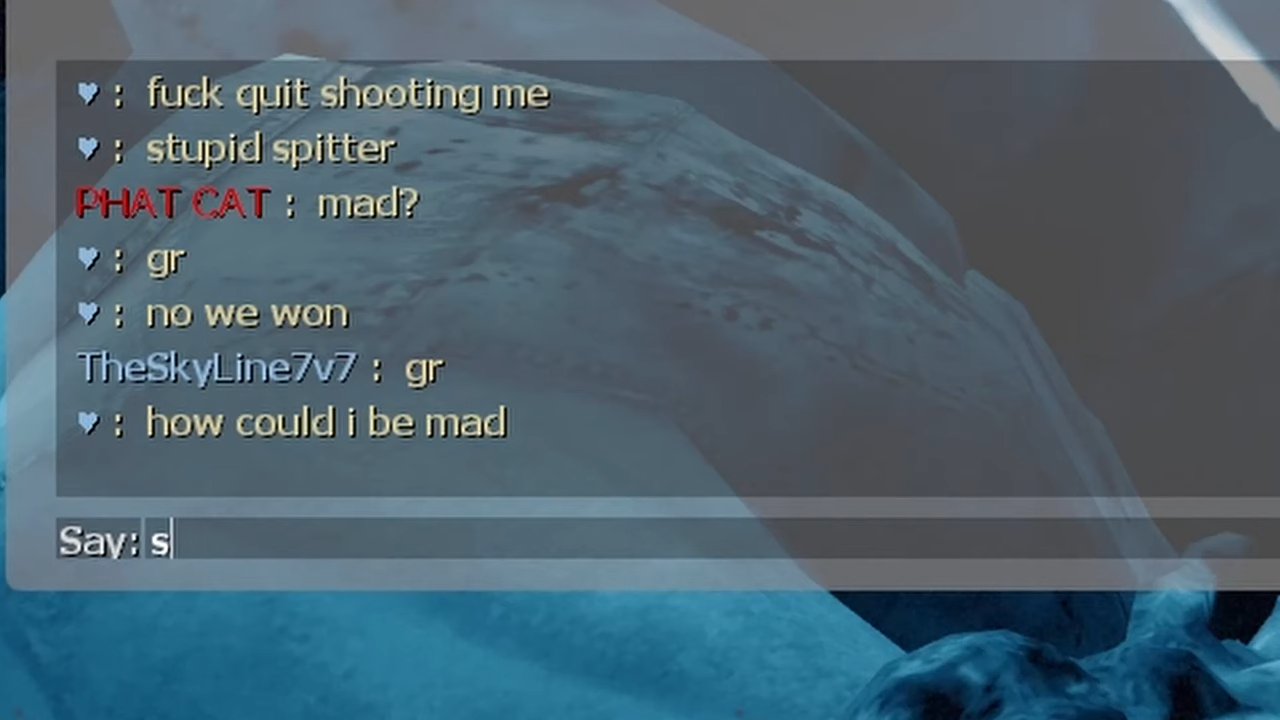 ♥ : fuck quit shooting me
♥ : stupid spitter
PHAT CAT : mad?
♥ : gr
♥ : no we won
TheSkyLine7v7 : gr
♥ : how could i be mad
Say: s